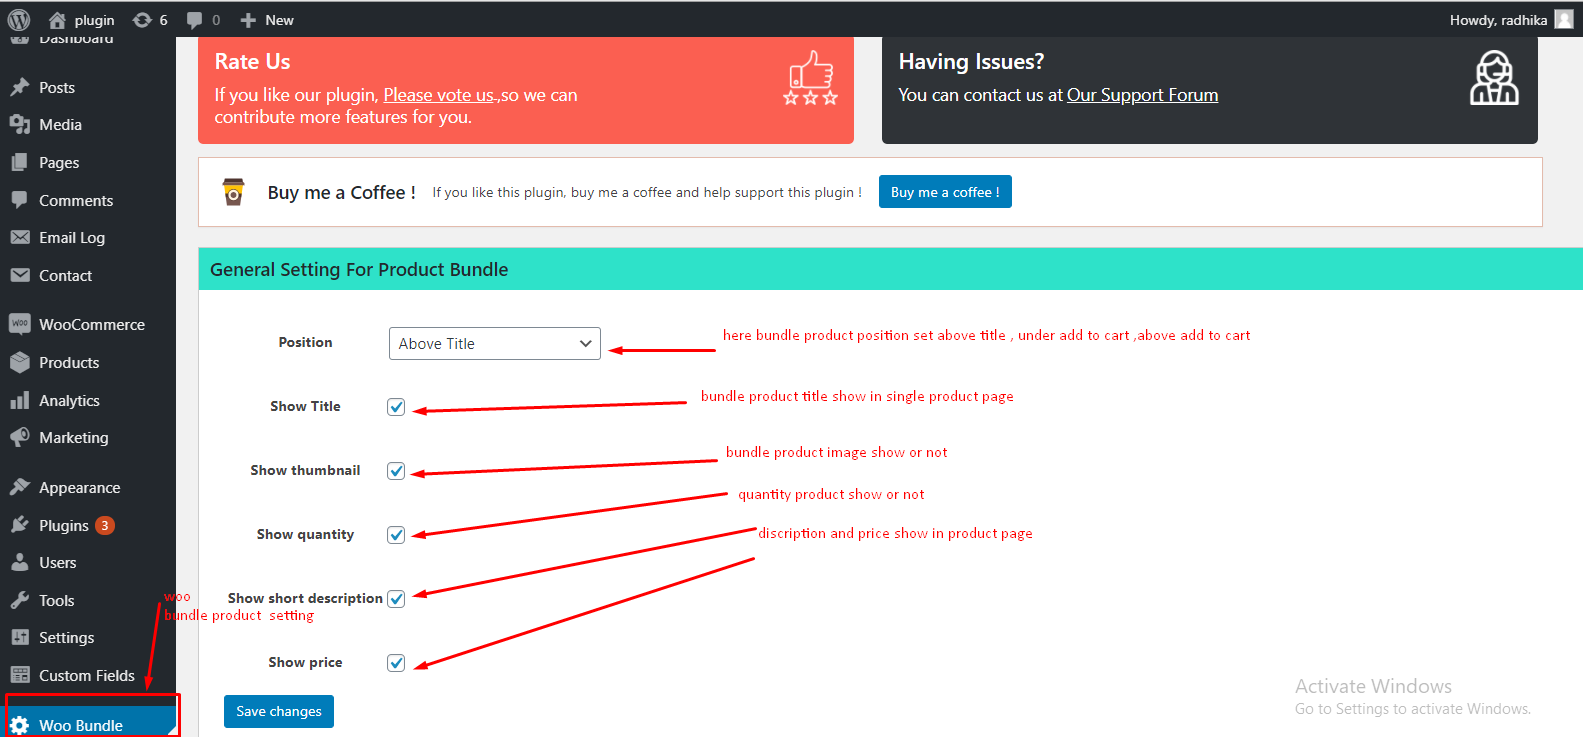 plugin
6
0
New
Howdy, radhika
Dashboard
Posts
Media
Pages
Comments
Email Log
Contact
WooCommerce
Products
Analytics
Marketing
Appearance
Plugins 3
Users
Tools
Settings
Custom Fields
Woo Bundle
Rate Us
If you like our plugin, Please vote us.,so we can
contribute more features for you.
Having Issues?
You can contact us at Our Support Forum
Buy me a Coffee !
If you like this plugin, buy me a coffee and help support this plugin !
Buy me a coffee !
General Setting For Product Bundle
Position
Above Title
here bundle product position set above title , under add to cart ,above add to cart
Show Title
bundle product title show in single product page
Show thumbnail
bundle product image show or not
Show quantity
quantity product show or not
discription and price show in product page
Show short description
woo
bundle product setting
Show price
Save changes
Activate Windows
Go to Settings to activate Windows.